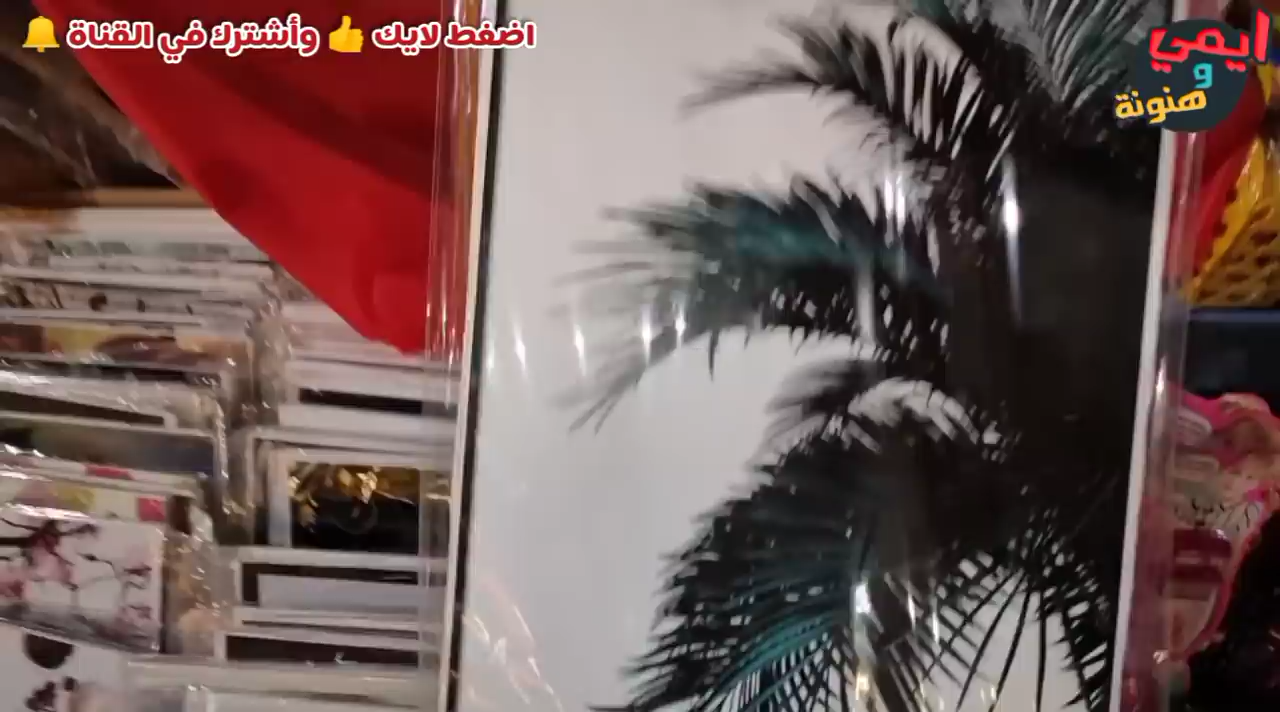 اضغط لايك 👍 وأشترك في القناة 🔔
ايمي
و
هنونة